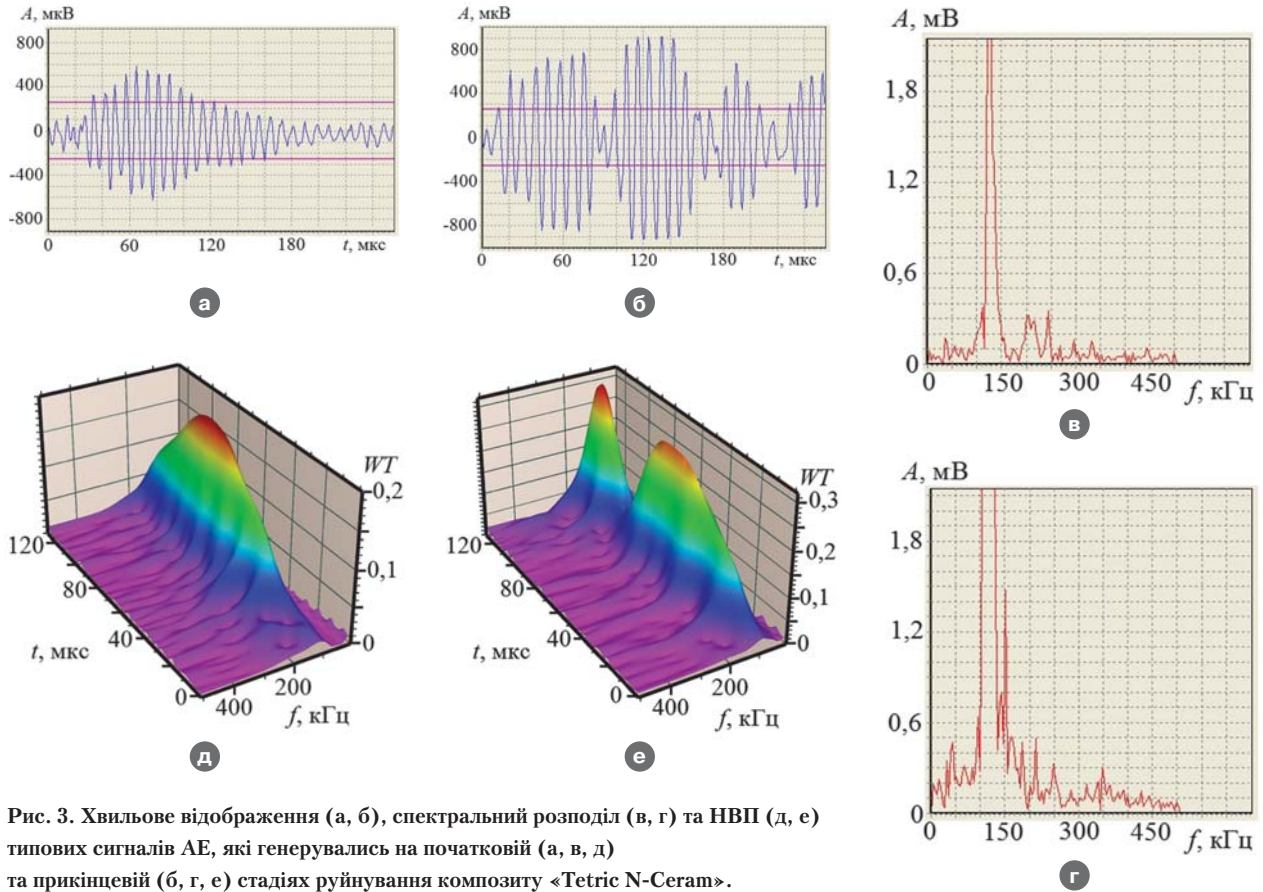 A, мкВ
800
400
0
-400
-800
0 60 120 180 t, мкс
а
A, мкВ
800
400
0
-400
-800
0 60 120 180 t, мкс
б
A, мВ
1,8
1,2
0,6
0
0 150 300 450 f, кГц
в
WT
0,2
0,1
0
120
80
40
0
t, мкс
400 200
f, кГц
д
WT
0,3
0,2
0,1
0
120
80
40
0
t, мкс
400 200
f, кГц
е
A, мВ
1,8
1,2
0,6
0
0 150 300 450 f, кГц
г
Рис. 3. Хвильове відображення (а, б), спектральний розподіл (в, г) та НВП (д, е)
типових сигналів АЕ, які генерувались на початковій (а, в, д)
та прикінцевій (б, г, е) стадіях руйнування композиту «Tetric N-Ceram».